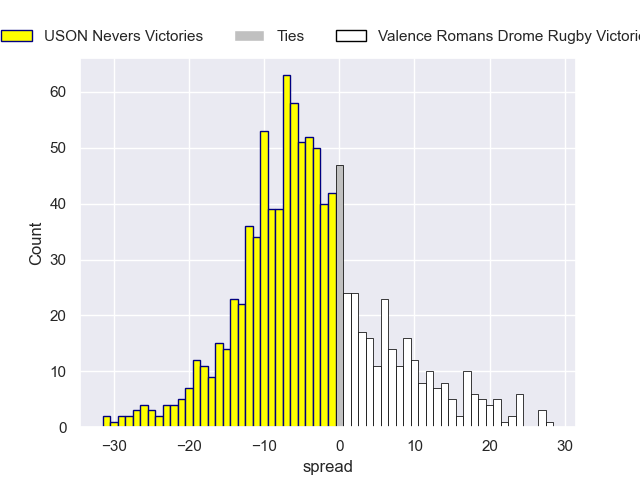 USON Nevers Victories Ties Valence Romans Drome Rugby Victori
60
50
40
30
20
10
0
Count
−30 −20 −10 0 10 20 30
spread